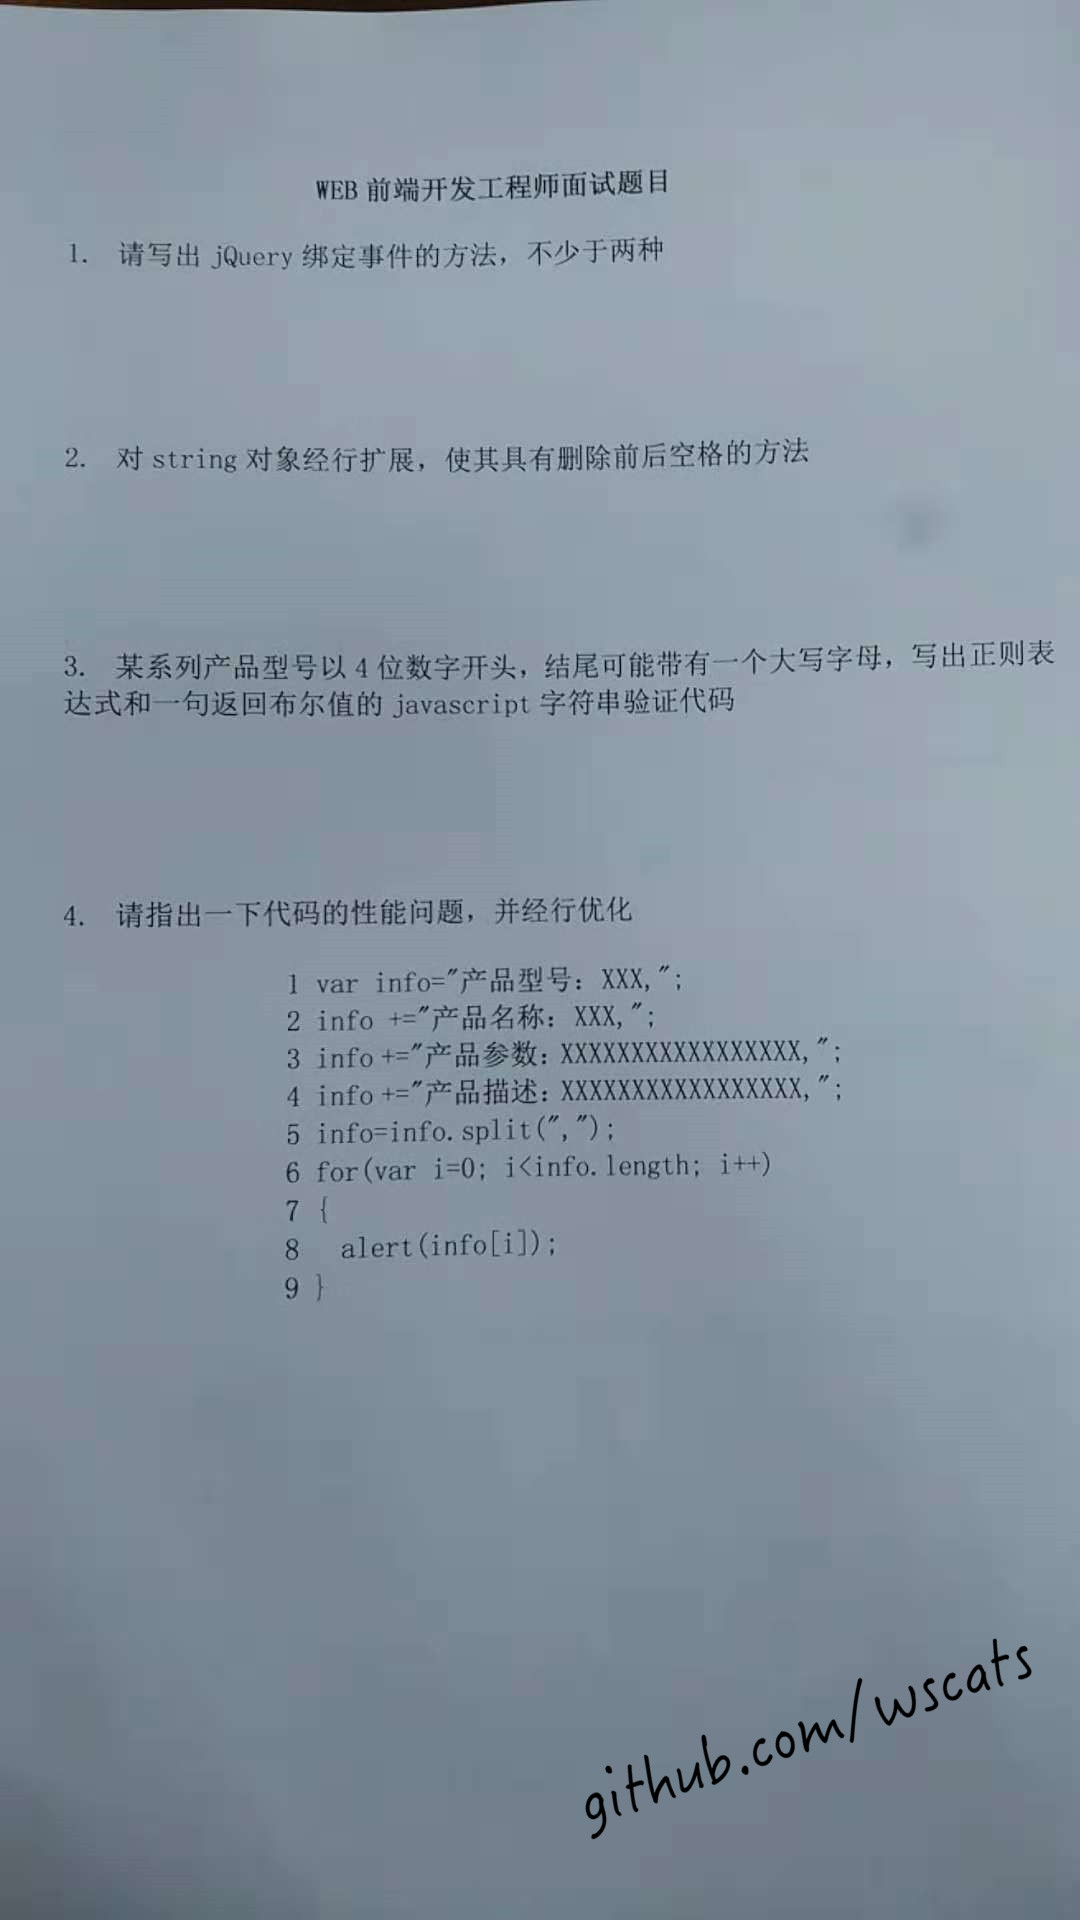 WEB 前端开发工程师面试题目
1. 请写出 jQuery 绑定事件的方法，不少于两种
2. 对 string 对象经行扩展，使其具有删除前后空格的方法
3. 某系列产品型号以 4 位数字开头，结尾可能带有一个大写字母，写出正则表
达式和一句返回布尔值的 javascript 字符串验证代码
4. 请指出一下代码的性能问题，并经行优化
1 var info="产品型号：XXX,";
2 info +="产品名称：XXX,";
3 info +="产品参数：XXXXXXXXXXXXXXXXX,";
4 info +="产品描述：XXXXXXXXXXXXXXXXX,";
5 info=info.split(",");
6 for(var i=0; i<info.length; i++)
7 {
8 alert(info[i]);
9 }
github.com/wscats